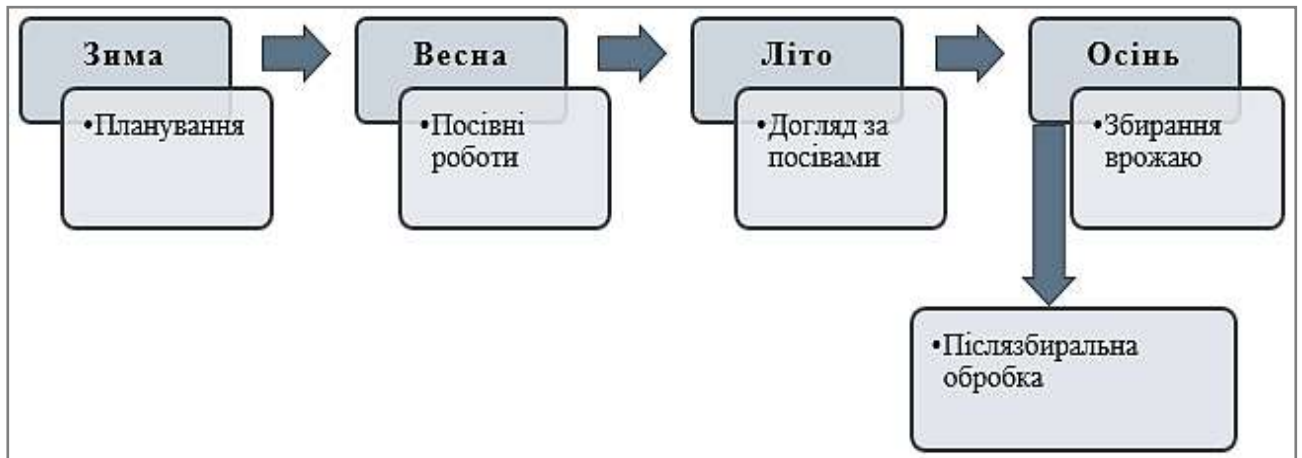 Зима
•Планування
Весна
•Посівні
роботи
Літо
•Догляд за
посівами
Осінь
•Збирання
врожаю
•Післязбиральна
обробка